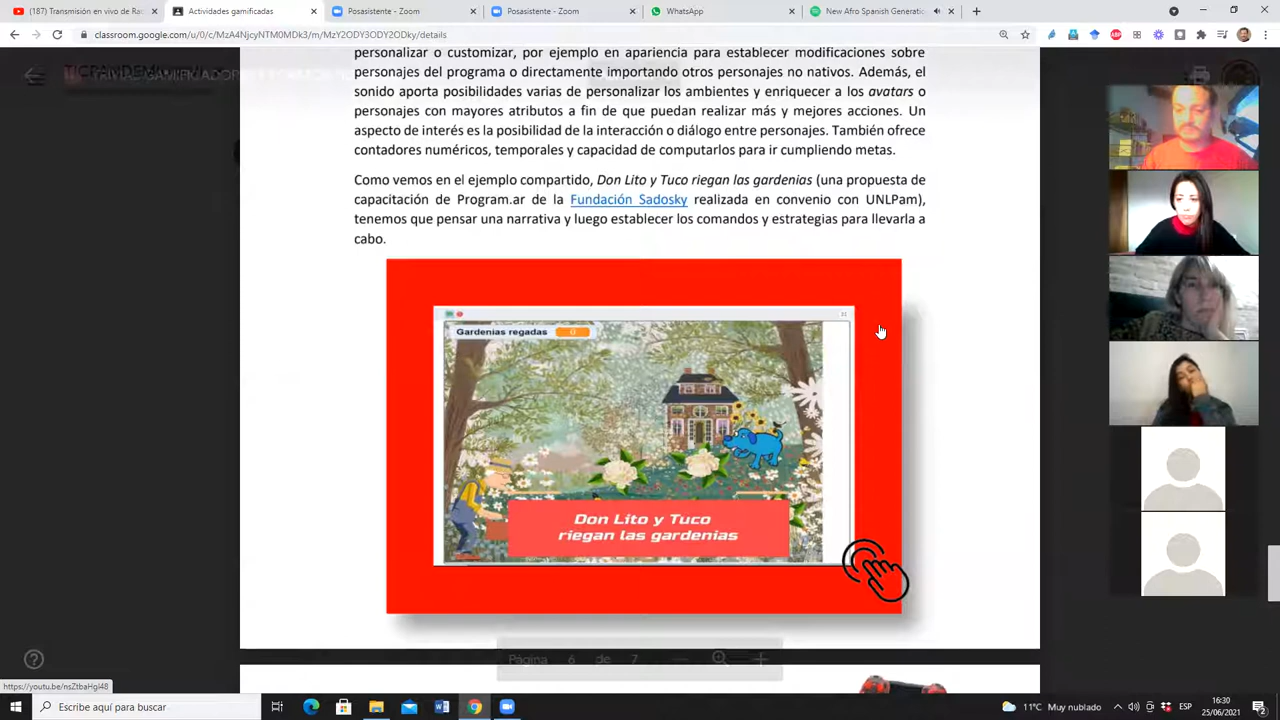 (187) Transmisión en vivo de Rad
Actividades gamificadas
Posasistente - Zoom
Posasistente - Zoom
WhatsApp
New Afro Spanish Generati
classroom.google.com/u/0/c/MzA4NjcyNTM0MDk3/m/MzY2ODY3ODY2ODky/details
personalizar o customizar, por ejemplo en apariencia para establecer modificaciones sobre
personajes del programa o directamente importando otros personajes no nativos. Además, el
sonido aporta posibilidades varias de personalizar los ambientes y enriquecer a los avatars o
personajes con mayores atributos a fin de que puedan realizar más y mejores acciones. Un
aspecto de interés es la posibilidad de la interacción o diálogo entre personajes. También ofrece
contadores numéricos, temporales y capacidad de computarlos para ir cumpliendo metas.
Como vemos en el ejemplo compartido, Don Lito y Tuco riegan las gardenias (una propuesta de
capacitación de Program.ar de la Fundación Sadosky realizada en convenio con UNLPam),
tenemos que pensar una narrativa y luego establecer los comandos y estrategias para llevarla a
cabo.
Gardenias regadas 0
Don Lito y Tuco
riegan las gardenias
Página 6 de 7
https://youtu.be/nsZtbaHgI48
Escribe aquí para buscar
11°C Muy nublado
ESP
16:30
25/06/2021
2